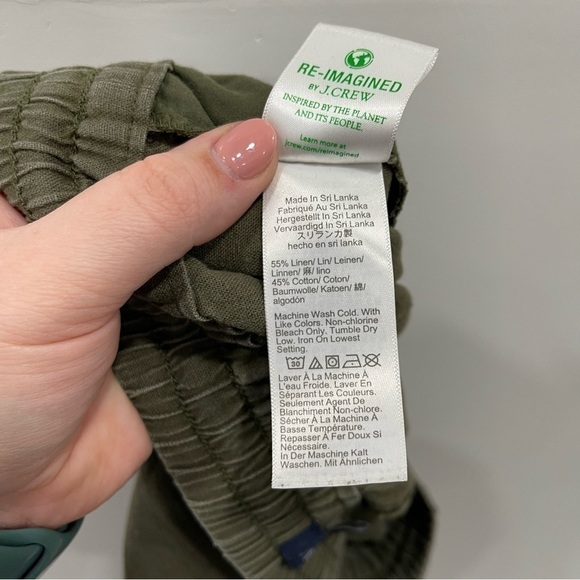 RE-IMAGINED
BY J.CREW
INSPIRED BY THE PLANET
AND ITS PEOPLE.
Learn more at
jcrew.com/reimagined
Made In Sri Lanka
Fabriqué Au Sri Lanka
Hergestellt In Sri Lanka
Vervaardigd In Sri Lanka
スリランカ製
hecho en sri lanka
55% Linen/ Lin/ Leinen/
Linnen/ 麻/ lino
45% Cotton/ Coton/
Baumwolle/ Katoen/ 綿/
algodón
Machine Wash Cold. With
Like Colors. Non-chlorine
Bleach Only. Tumble Dry
Low. Iron On Lowest
Setting.
30
Laver À La Machine À
L'eau Froide. Laver En
Séparant Les Couleurs.
Seulement Agent De
Blanchiment Non-chlore.
Sécher À La Machine À
Basse Température.
Repasser À Fer Doux Si
Nécessaire.
In Der Maschine Kalt
Waschen. Mit Ähnlichen